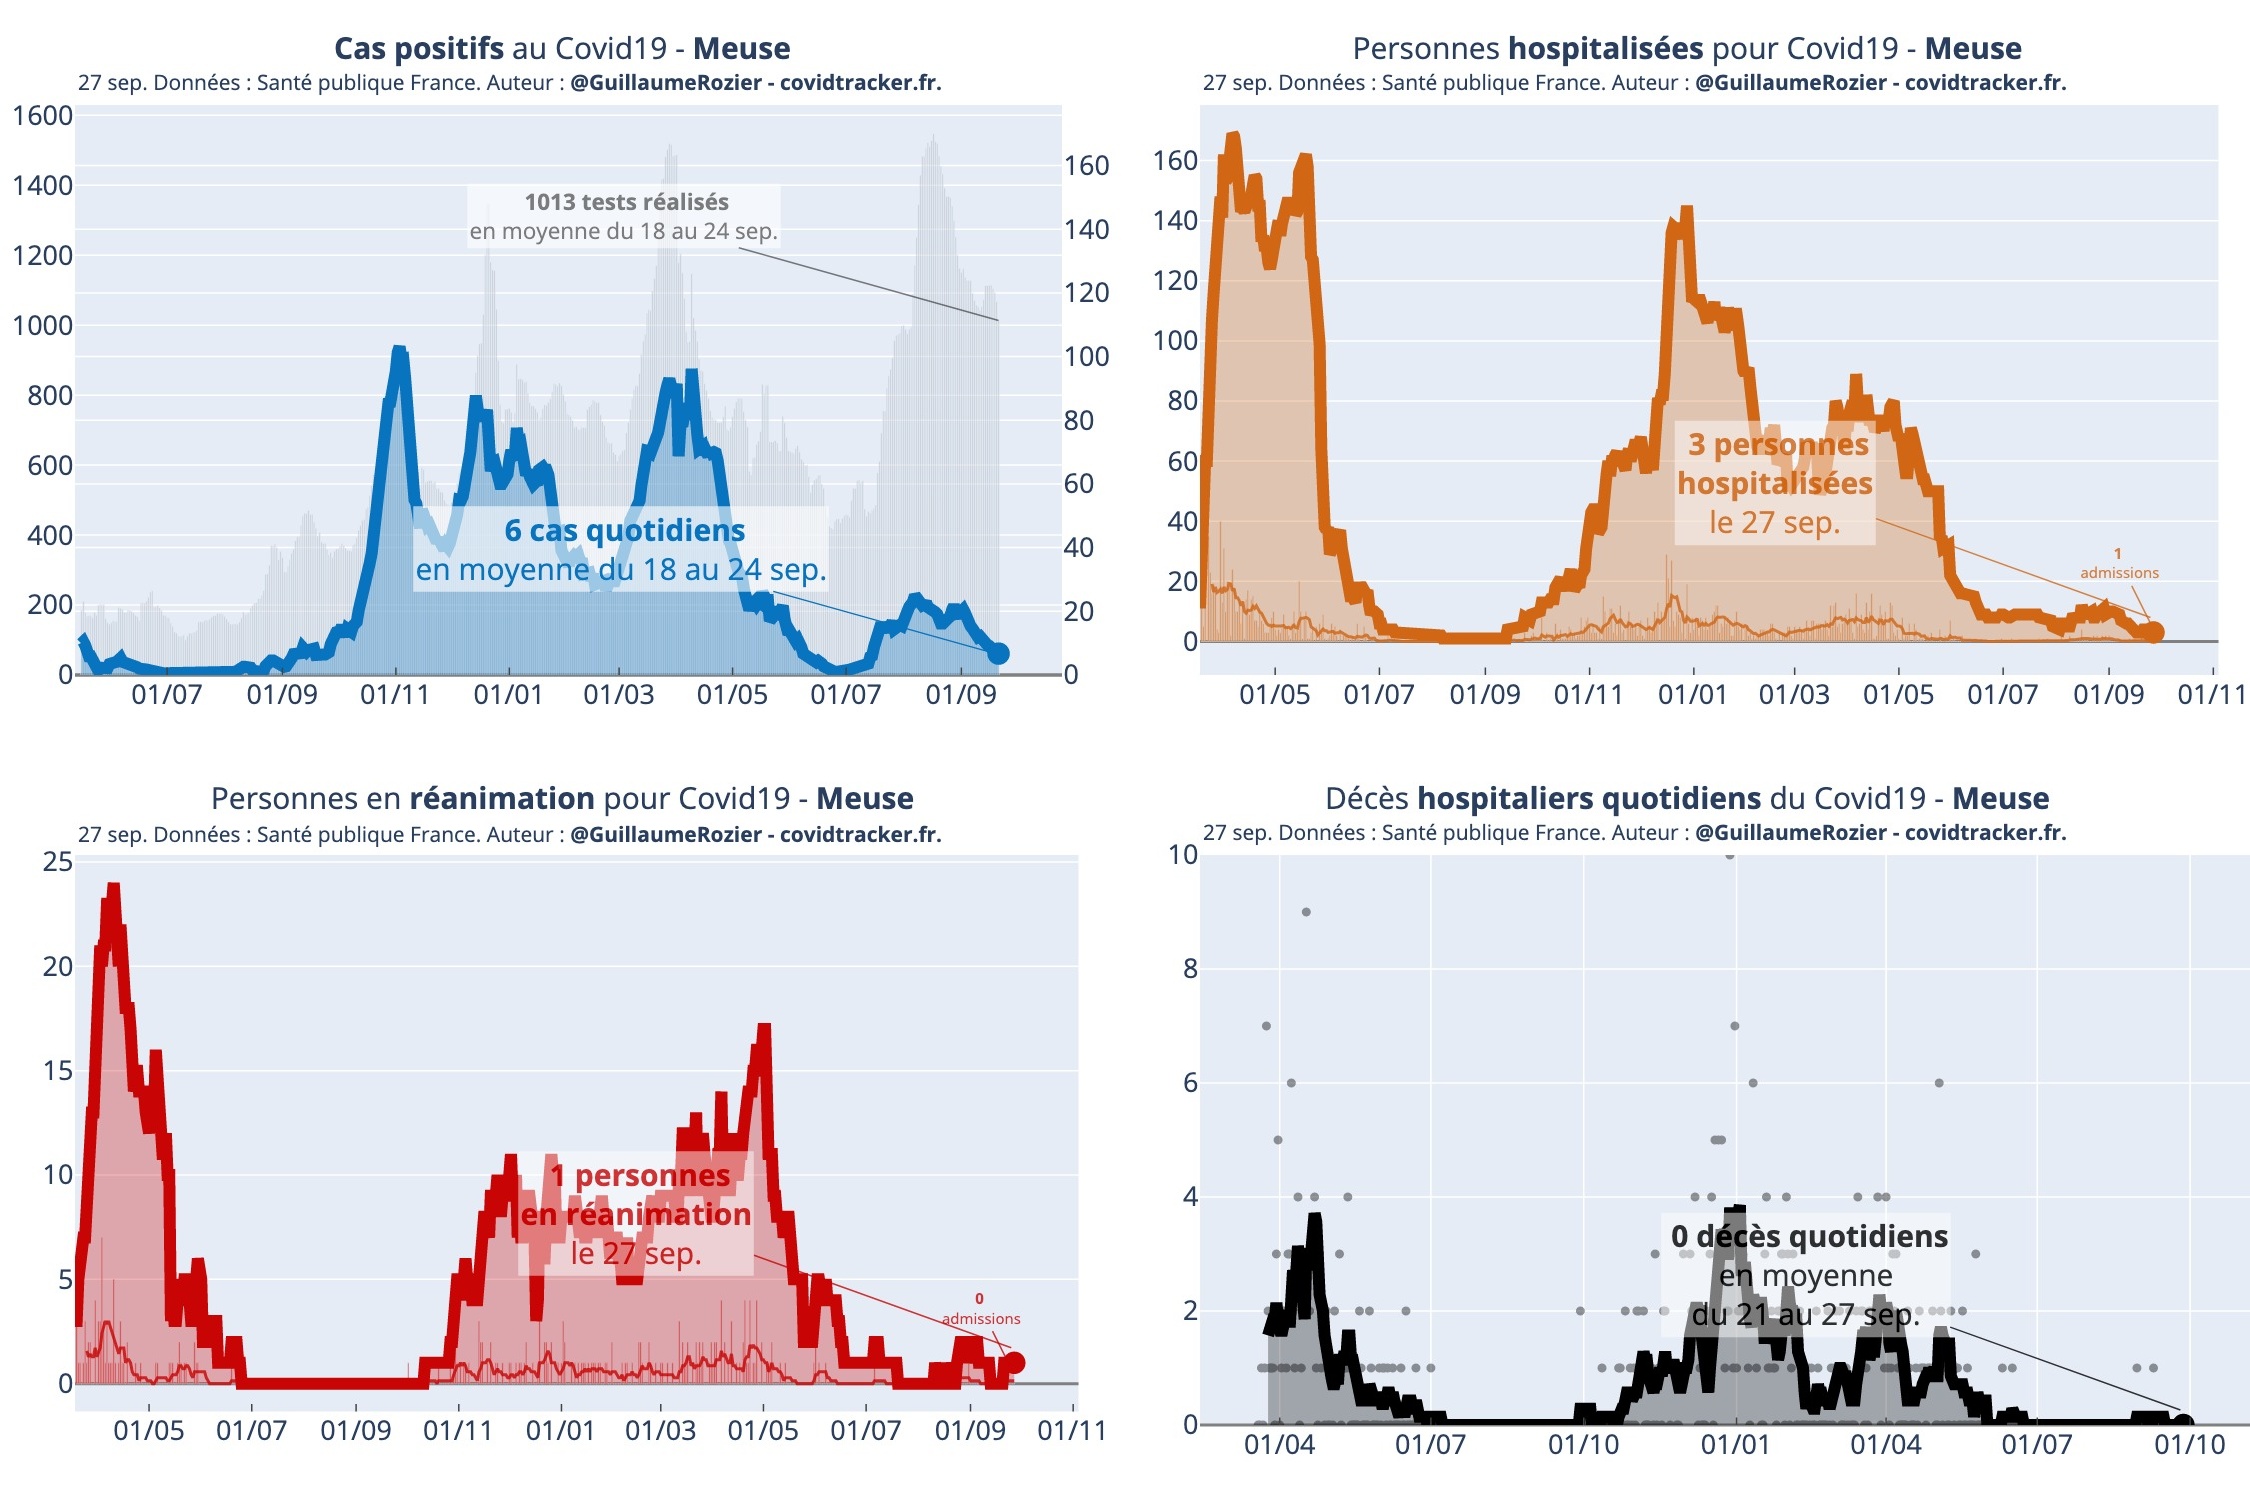 Cas positifs au Covid19 - Meuse
27 sep. Données : Santé publique France. Auteur : @GuillaumeRozier - covidtracker.fr.
1600
1400
1200
1000
800
600
400
200
0
160
140
120
100
80
60
40
20
0
1013 tests réalisés
en moyenne du 18 au 24 sep.
6 cas quotidiens
en moyenne du 18 au 24 sep.
01/07 01/09 01/11 01/01 01/03 01/05 01/07 01/09
Personnes hospitalisées pour Covid19 - Meuse
27 sep. Données : Santé publique France. Auteur : @GuillaumeRozier - covidtracker.fr.
160
140
120
100
80
60
40
20
0
3 personnes
hospitalisées
le 27 sep.
1
admissions
01/05 01/07 01/09 01/11 01/01 01/03 01/05 01/07 01/09 01/11
Personnes en réanimation pour Covid19 - Meuse
27 sep. Données : Santé publique France. Auteur : @GuillaumeRozier - covidtracker.fr.
25
20
15
10
5
0
1 personnes
en réanimation
le 27 sep.
0
admissions
01/05 01/07 01/09 01/11 01/01 01/03 01/05 01/07 01/09 01/11
Décès hospitaliers quotidiens du Covid19 - Meuse
27 sep. Données : Santé publique France. Auteur : @GuillaumeRozier - covidtracker.fr.
10
8
6
4
2
0
0 décès quotidiens
en moyenne
du 21 au 27 sep.
01/04 01/07 01/10 01/01 01/04 01/07 01/10